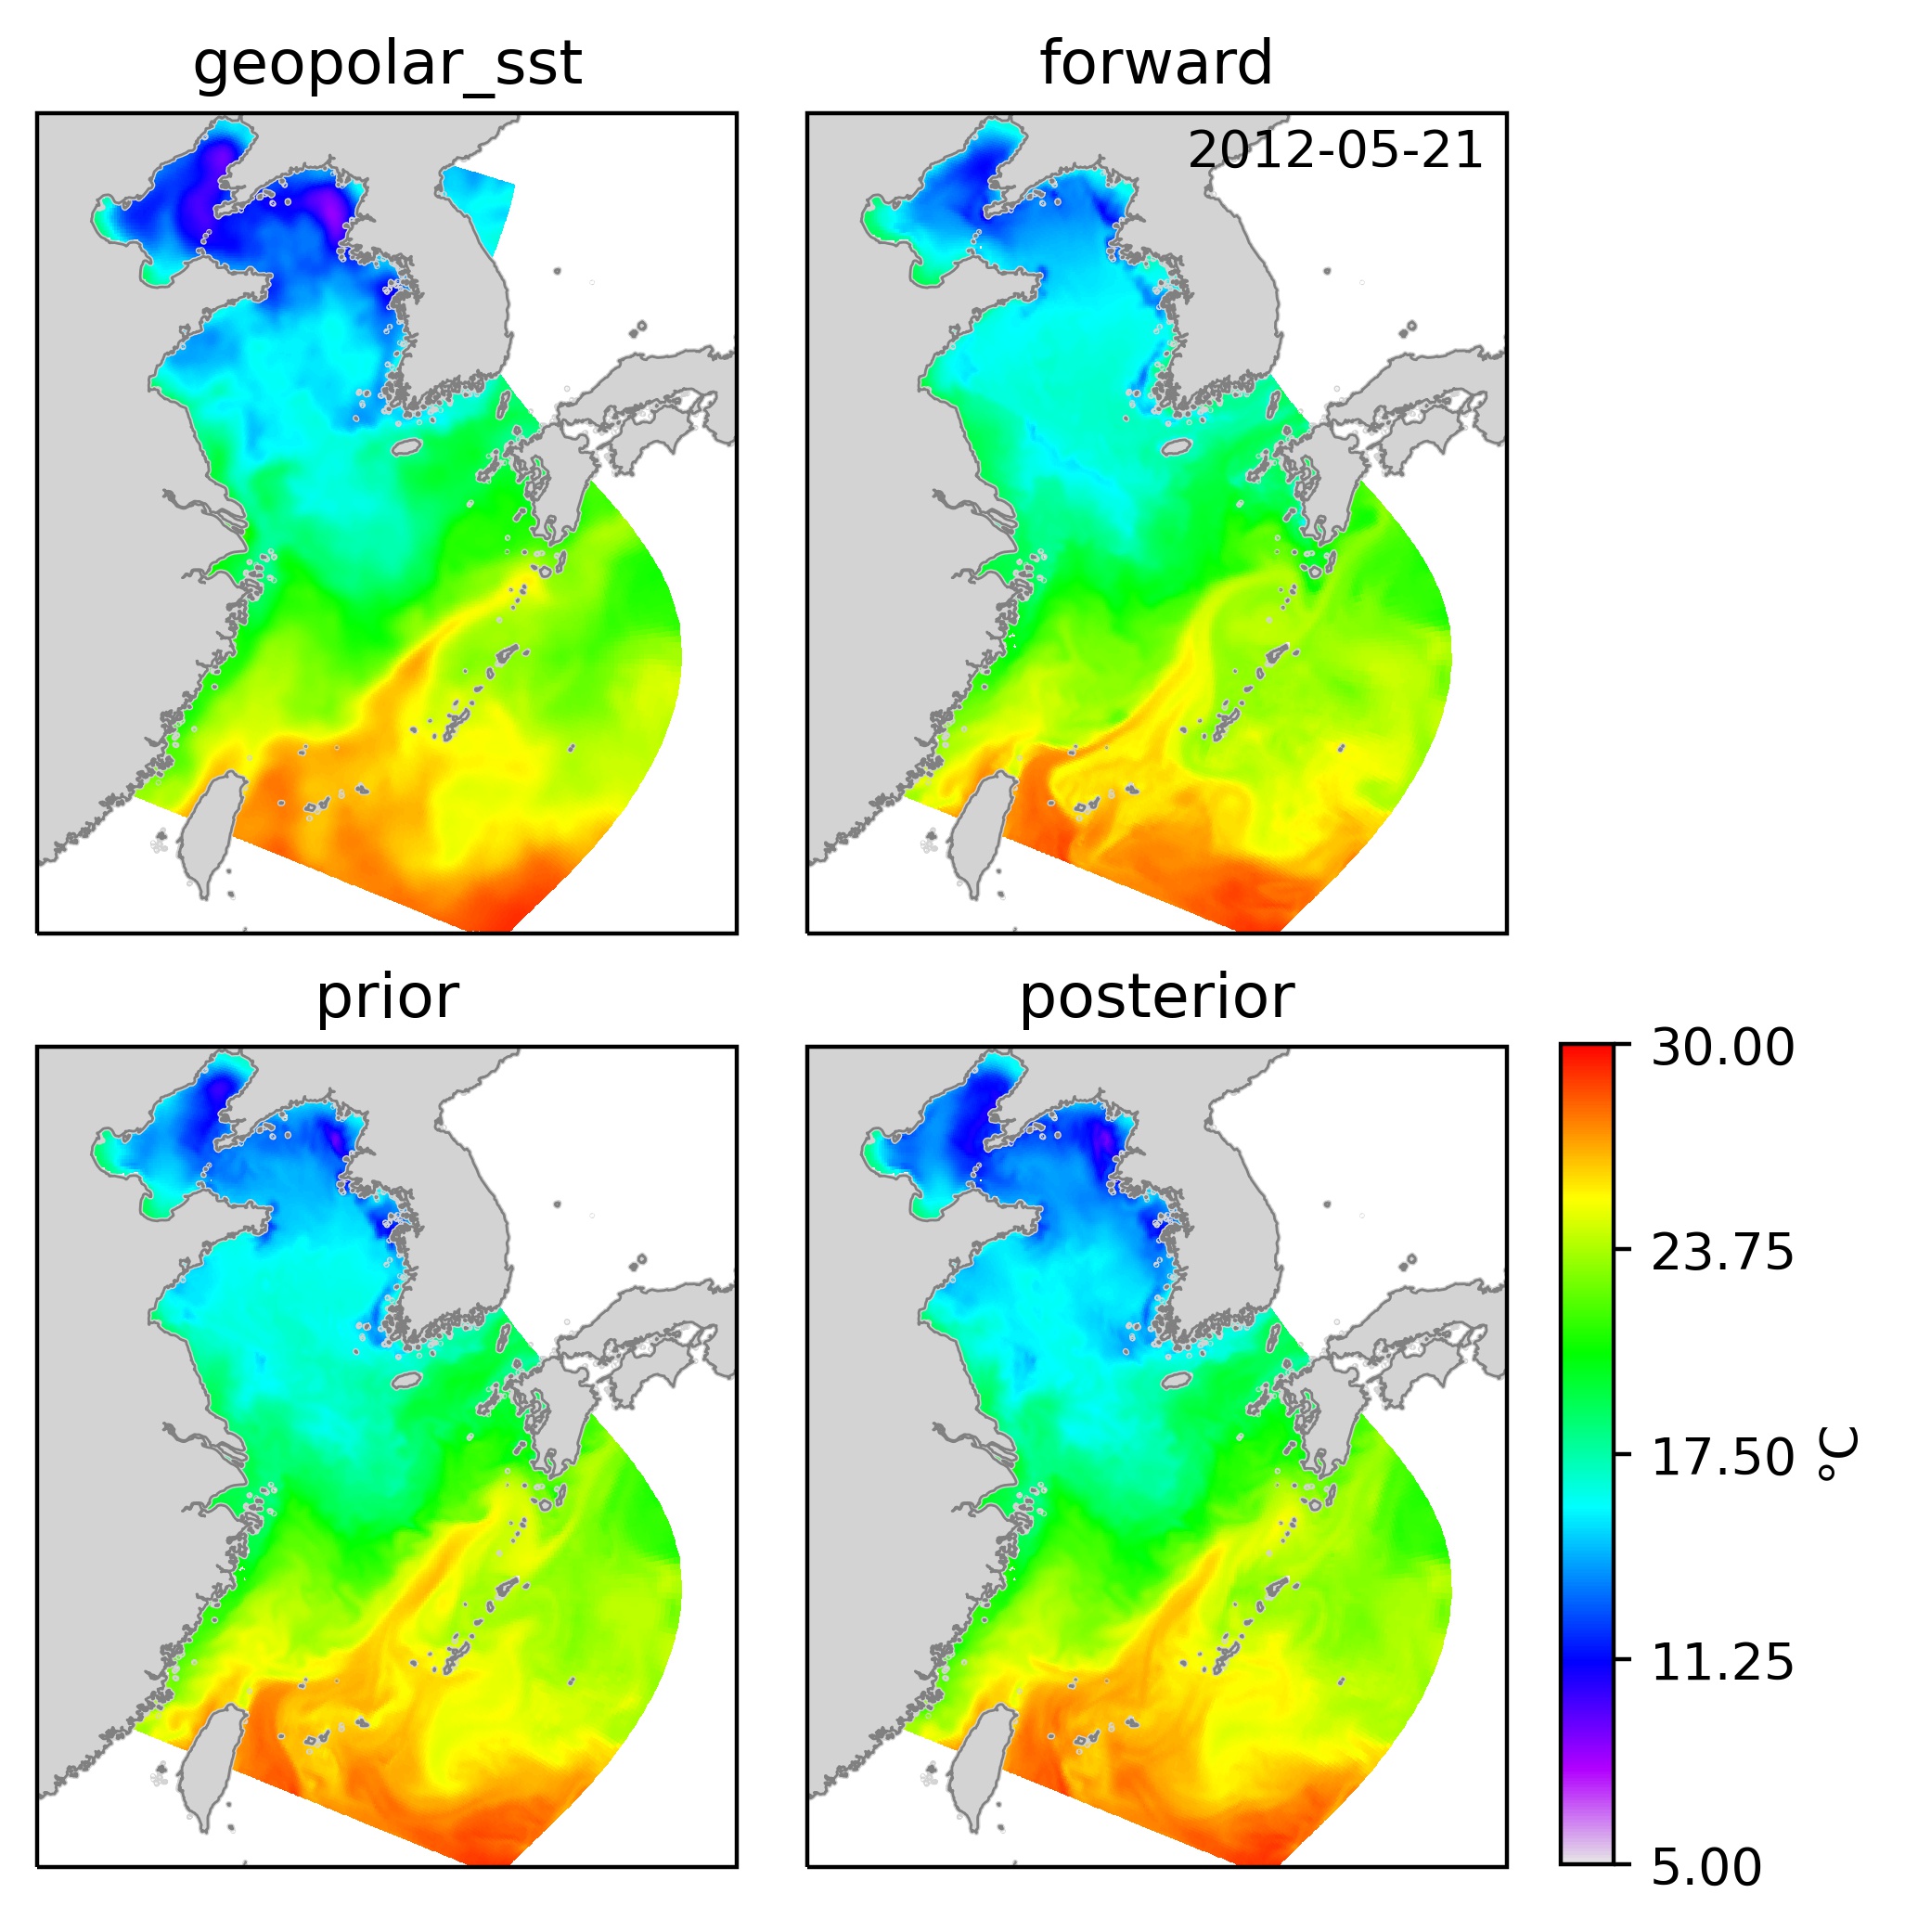 geopolar_sst
forward
2012-05-21
prior
posterior
30.00
23.75
17.50
11.25
5.00
°C